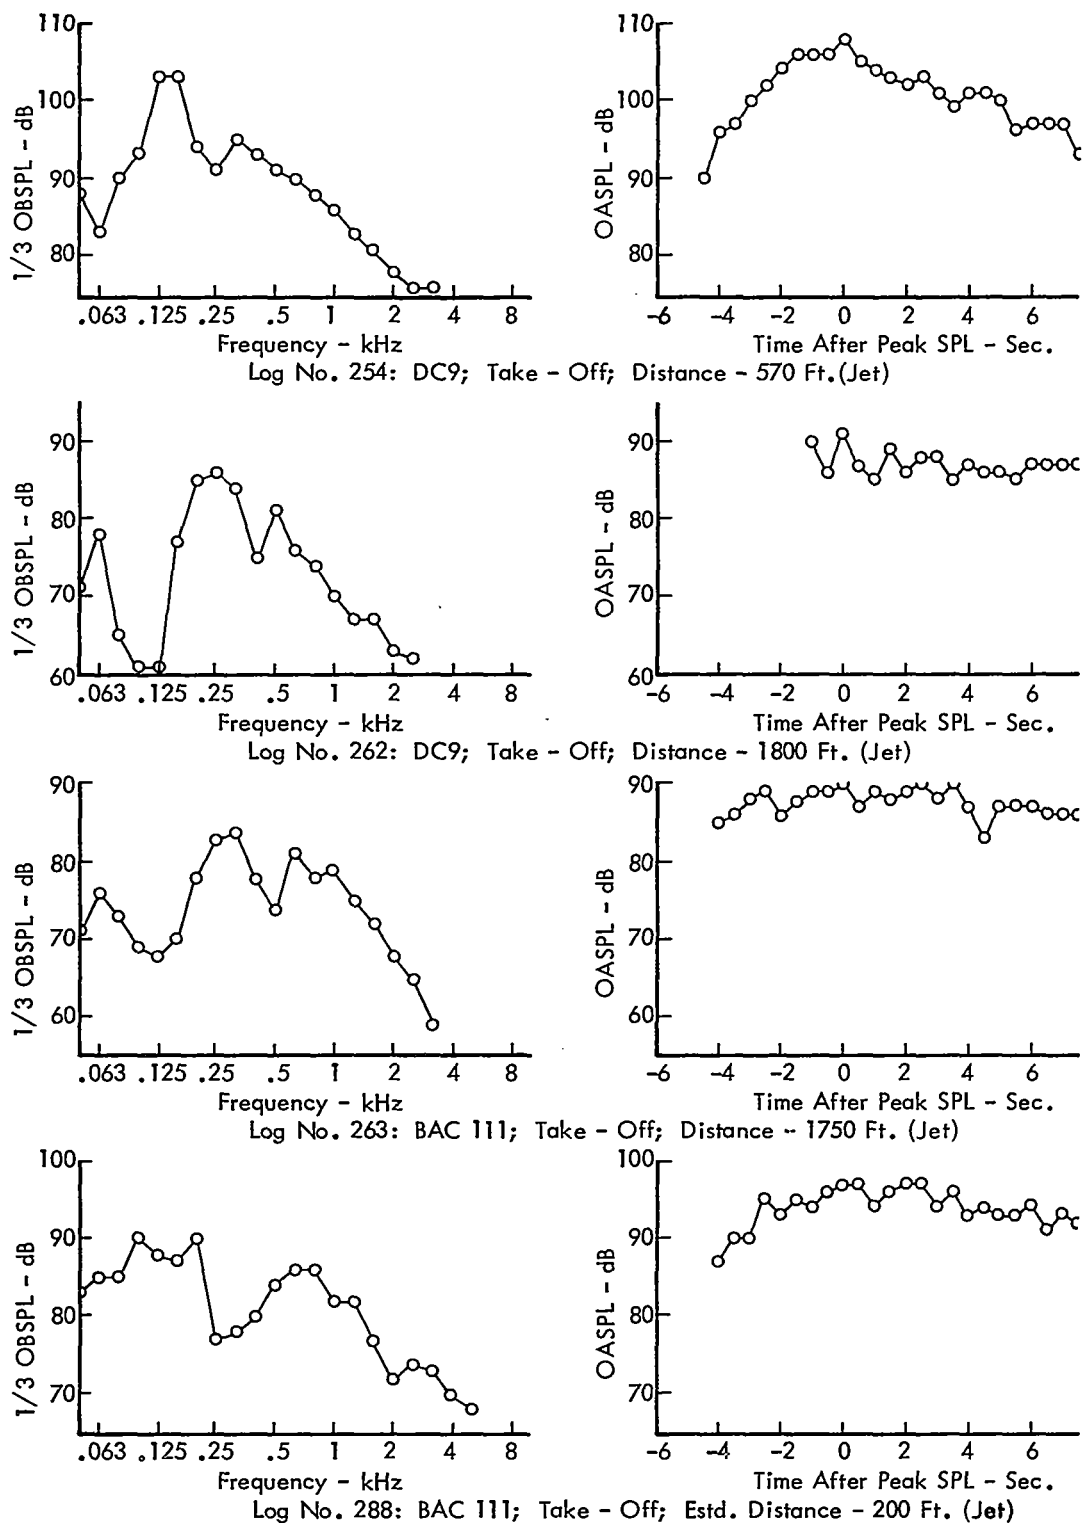 110
100
90
80
1/3 OBSPL - dB
.063 .125 .25 .5 1 2 4 8
Frequency - kHz
110
100
90
80
OASPL - dB
-6 -4 -2 0 2 4 6
Time After Peak SPL - Sec.
Log No. 254: DC9; Take - Off; Distance - 570 Ft.(Jet)
90
80
70
60
1/3 OBSPL - dB
.063 .125 .25 .5 1 2 4 8
Frequency - kHz
90
80
70
60
OASPL - dB
-6 -4 -2 0 2 4 6
Time After Peak SPL - Sec.
Log No. 262: DC9; Take - Off; Distance - 1800 Ft. (Jet)
90
80
70
60
1/3 OBSPL - dB
.063 .125 .25 .5 1 2 4 8
Frequency - kHz
90
80
70
60
OASPL - dB
-6 -4 -2 0 2 4 6
Time After Peak SPL - Sec.
Log No. 263: BAC 111; Take - Off; Distance - 1750 Ft. (Jet)
100
90
80
70
1/3 OBSPL - dB
.063 .125 .25 .5 1 2 4 8
Frequency - kHz
100
90
80
70
OASPL - dB
-6 -4 -2 0 2 4 6
Time After Peak SPL - Sec.
Log No. 288: BAC 111; Take - Off; Estd. Distance - 200 Ft. (Jet)